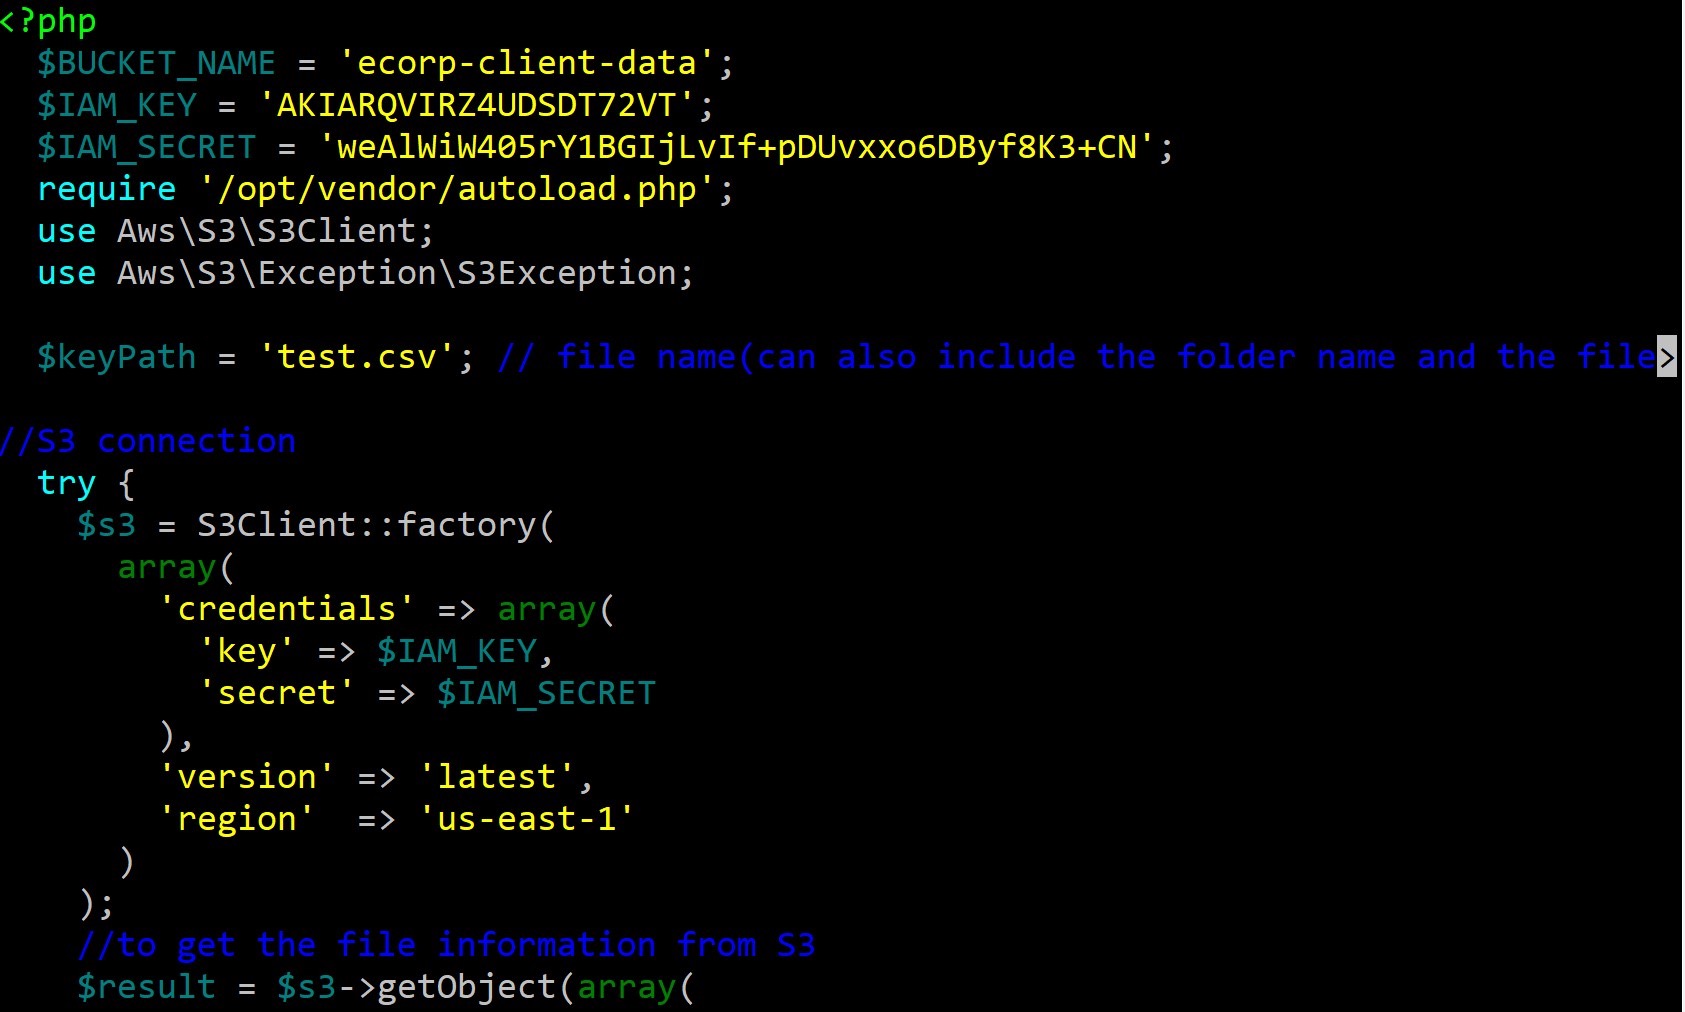 <?php
$BUCKET_NAME = 'ecorp-client-data';
$IAM_KEY = 'AKIARQVIRZ4UDSDT72VT';
$IAM_SECRET = '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';
require '/opt/vendor/autoload.php';
use Aws\S3\S3Client;
use Aws\S3\Exception\S3Exception;
$keyPath = 'test.csv'; // file name(can also include the folder name and the file>
//S3 connection
try {
$s3 = S3Client::factory(
array(
'credentials' => array(
'key' => $IAM_KEY,
'secret' => $IAM_SECRET
),
'version' => 'latest',
'region'  => 'us-east-1'
)
);
//to get the file information from S3
$result = $s3->getObject(array(